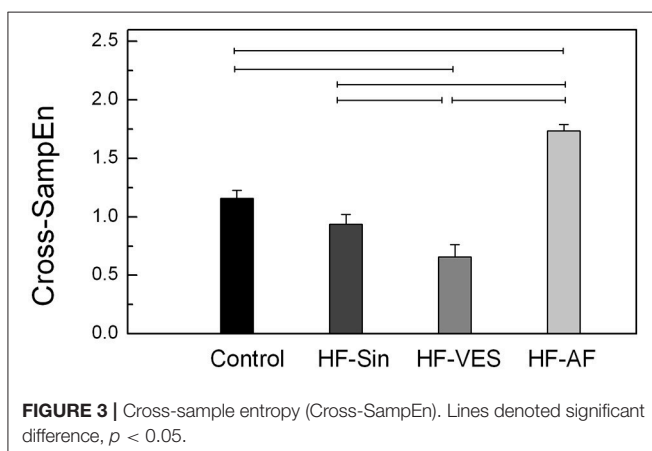 2.5
2.0
1.5
1.0
0.5
0.0
Cross-SampEn
Control HF-Sin HF-VES HF-AF
FIGURE 3 | Cross-sample entropy (Cross-SampEn). Lines denoted significant
difference, p < 0.05.